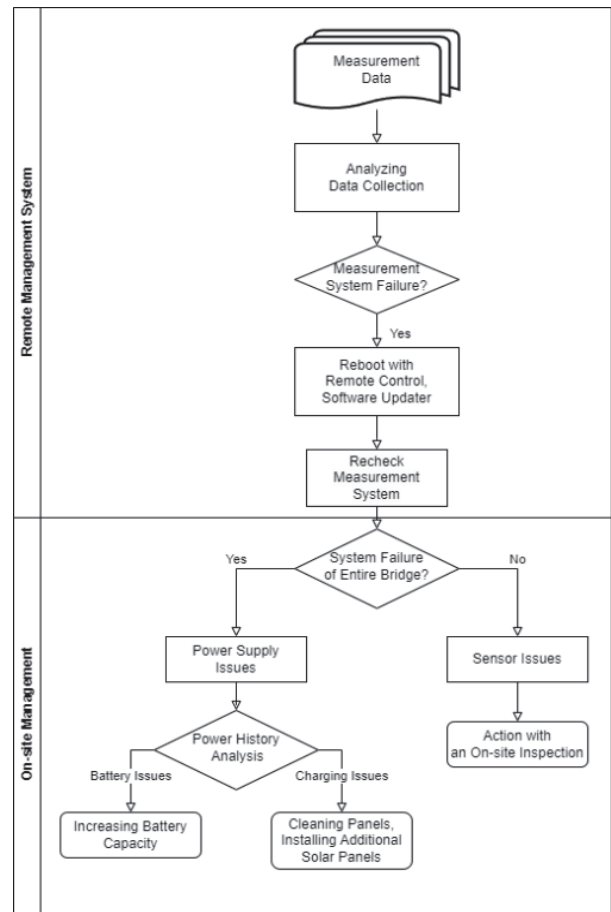 Remote Management System
Measurement
Data
Analyzing
Data Collection
Measurement
System Failure?
Yes
Reboot with
Remote Control,
Software Updater
Recheck
Measurement
System
On-site Management
System Failure
of Entire Bridge?
Yes
No
Power Supply
Issues
Sensor Issues
Power History
Analysis
Action with
an On-site Inspection
Battery Issues
Charging Issues
Increasing Battery
Capacity
Cleaning Panels,
Installing Additional
Solar Panels